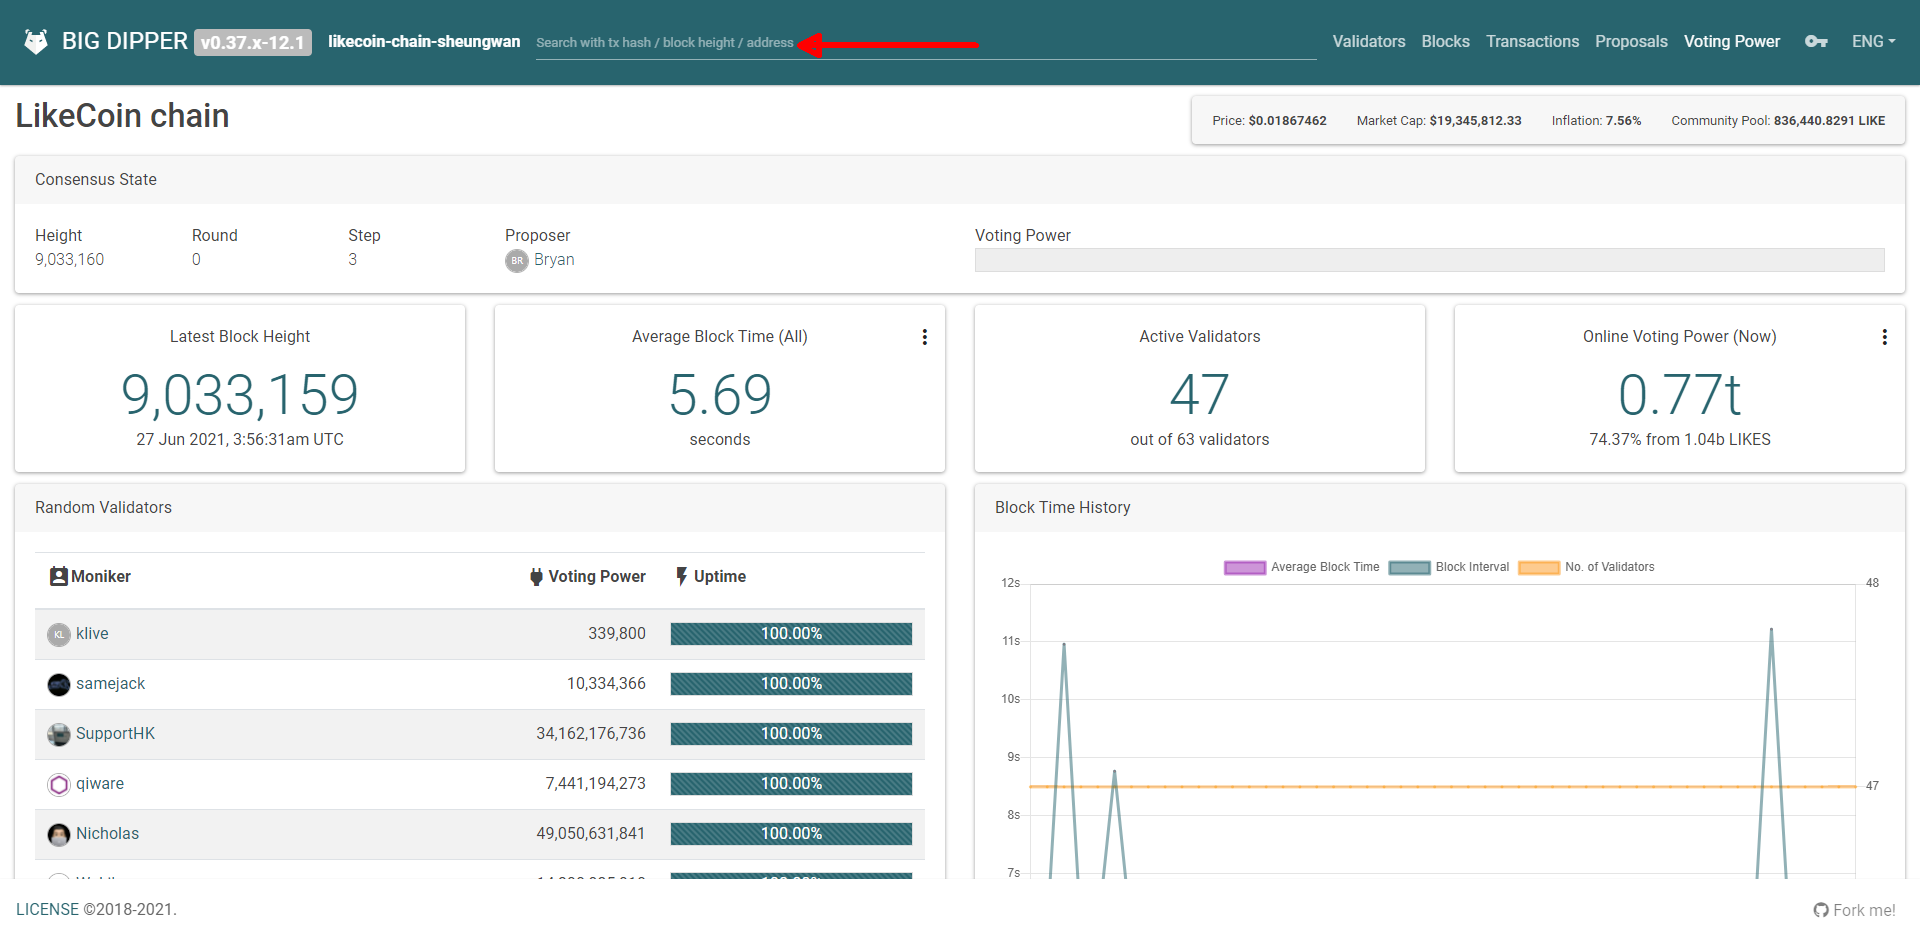 BIG DIPPER v0.37.x-12.1 likecoin-chain-sheungwan Search with tx hash / block height / address Validators Blocks Transactions Proposals Voting Power ENG
LikeCoin chain
Price: $0.01867462 Market Cap: $19,345,812.33 Inflation: 7.56% Community Pool: 836,440.8291 LIKE
Consensus State
Height Round Step Proposer Voting Power
9,033,160 0 3 BR Bryan
Latest Block Height
9,033,159
27 Jun 2021, 3:56:31am UTC
Average Block Time (All)
5.69
seconds
Active Validators
47
out of 63 validators
Online Voting Power (Now)
0.77t
74.37% from 1.04b LIKES
Random Validators
Moniker Voting Power Uptime
KL klive 339,800 100.00%
samejack 10,334,366 100.00%
SupportHK 34,162,176,736 100.00%
qiware 7,441,194,273 100.00%
Nicholas 49,050,631,841 100.00%
Block Time History
Average Block Time Block Interval No. of Validators
12s 48
11s
10s
9s
47
8s
7s
LICENSE ©2018-2021.
Fork me!